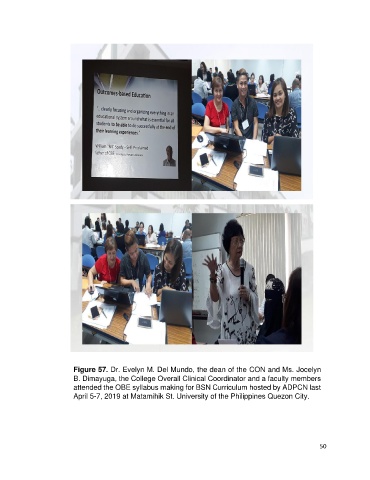 Outcomes-based Education
"...clearly focusing and organizing everything in an
educational system around what is essential for all
students to be able to do successfully at the end of
their learning experiences."
Figure 57. Dr. Evelyn M. Del Mundo, the dean of the CON and Ms. Jocelyn
B. Dimayuga, the College Overall Clinical Coordinator and a faculty members
attended the OBE syllabus making for BSN Curriculum hosted by ADPCN last
April 5-7, 2019 at Matamihik St. University of the Philippines Quezon City.
50